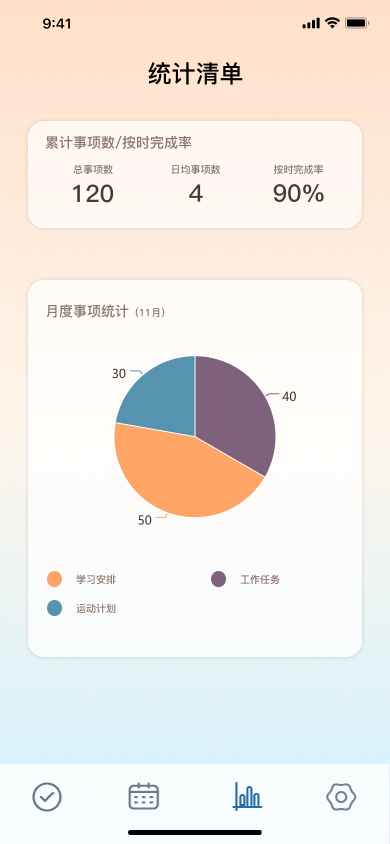 9:41
统计清单
累计事项数/按时完成率
总事项数 日均事项数 按时完成率
120 4 90%
月度事项统计（11月）
30
40
50
学习安排 工作任务
运动计划